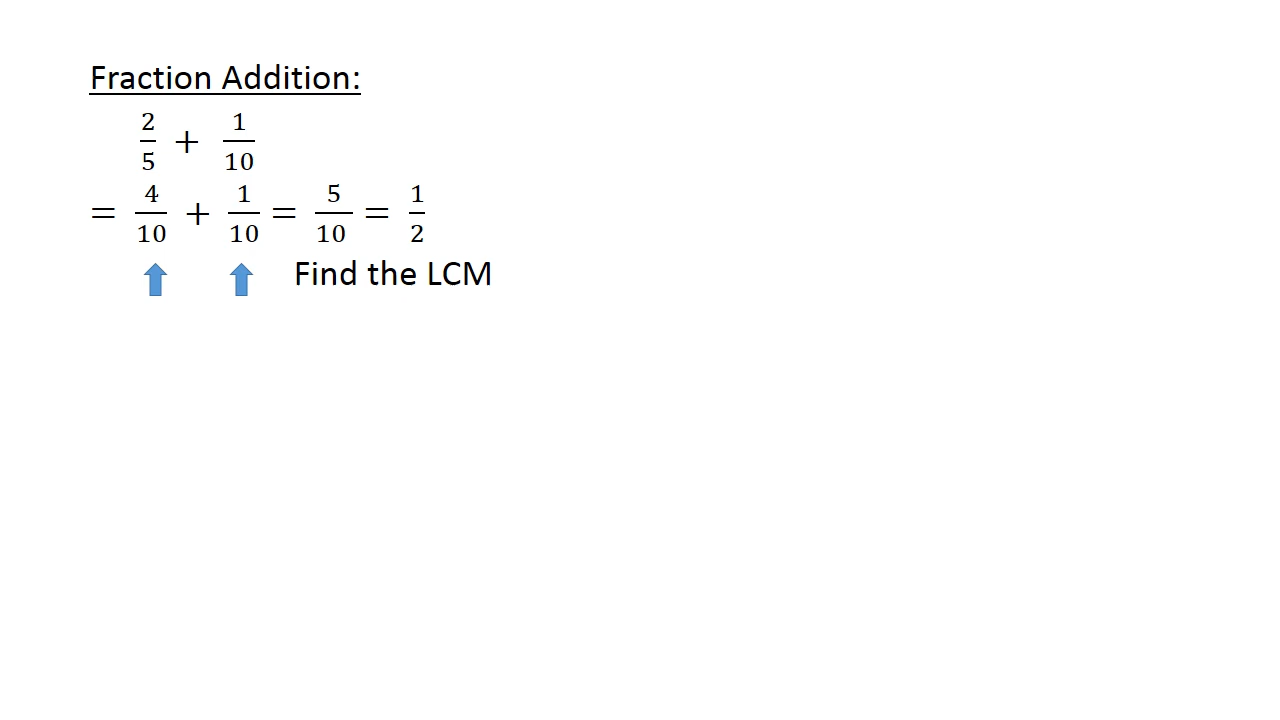 Fraction Addition:
2/5 + 1/10
= 4/10 + 1/10 = 5/10 = 1/2
Find the LCM